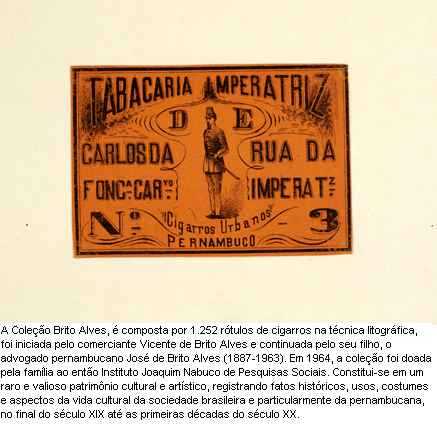 TABACARIA IMPERATRIZ
DE
CARLOS DA RUA DA
FONCA. CARVO. IMPERATZ.
No. "Cigarros Urbanos" 3
PERNAMBUCO
A Coleção Brito Alves, é composta por 1.252 rótulos de cigarros na técnica litográfica,
foi iniciada pelo comerciante Vicente de Brito Alves e continuada pelo seu filho, o
advogado pernambucano José de Brito Alves (1887-1963). Em 1964, a coleção foi doada
pela família ao então Instituto Joaquim Nabuco de Pesquisas Sociais. Constitui-se em um
raro e valioso patrimônio cultural e artístico, registrando fatos históricos, usos, costumes
e aspectos da vida cultural da sociedade brasileira e particularmente da pernambucana,
no final do século XIX até as primeiras décadas do século XX.